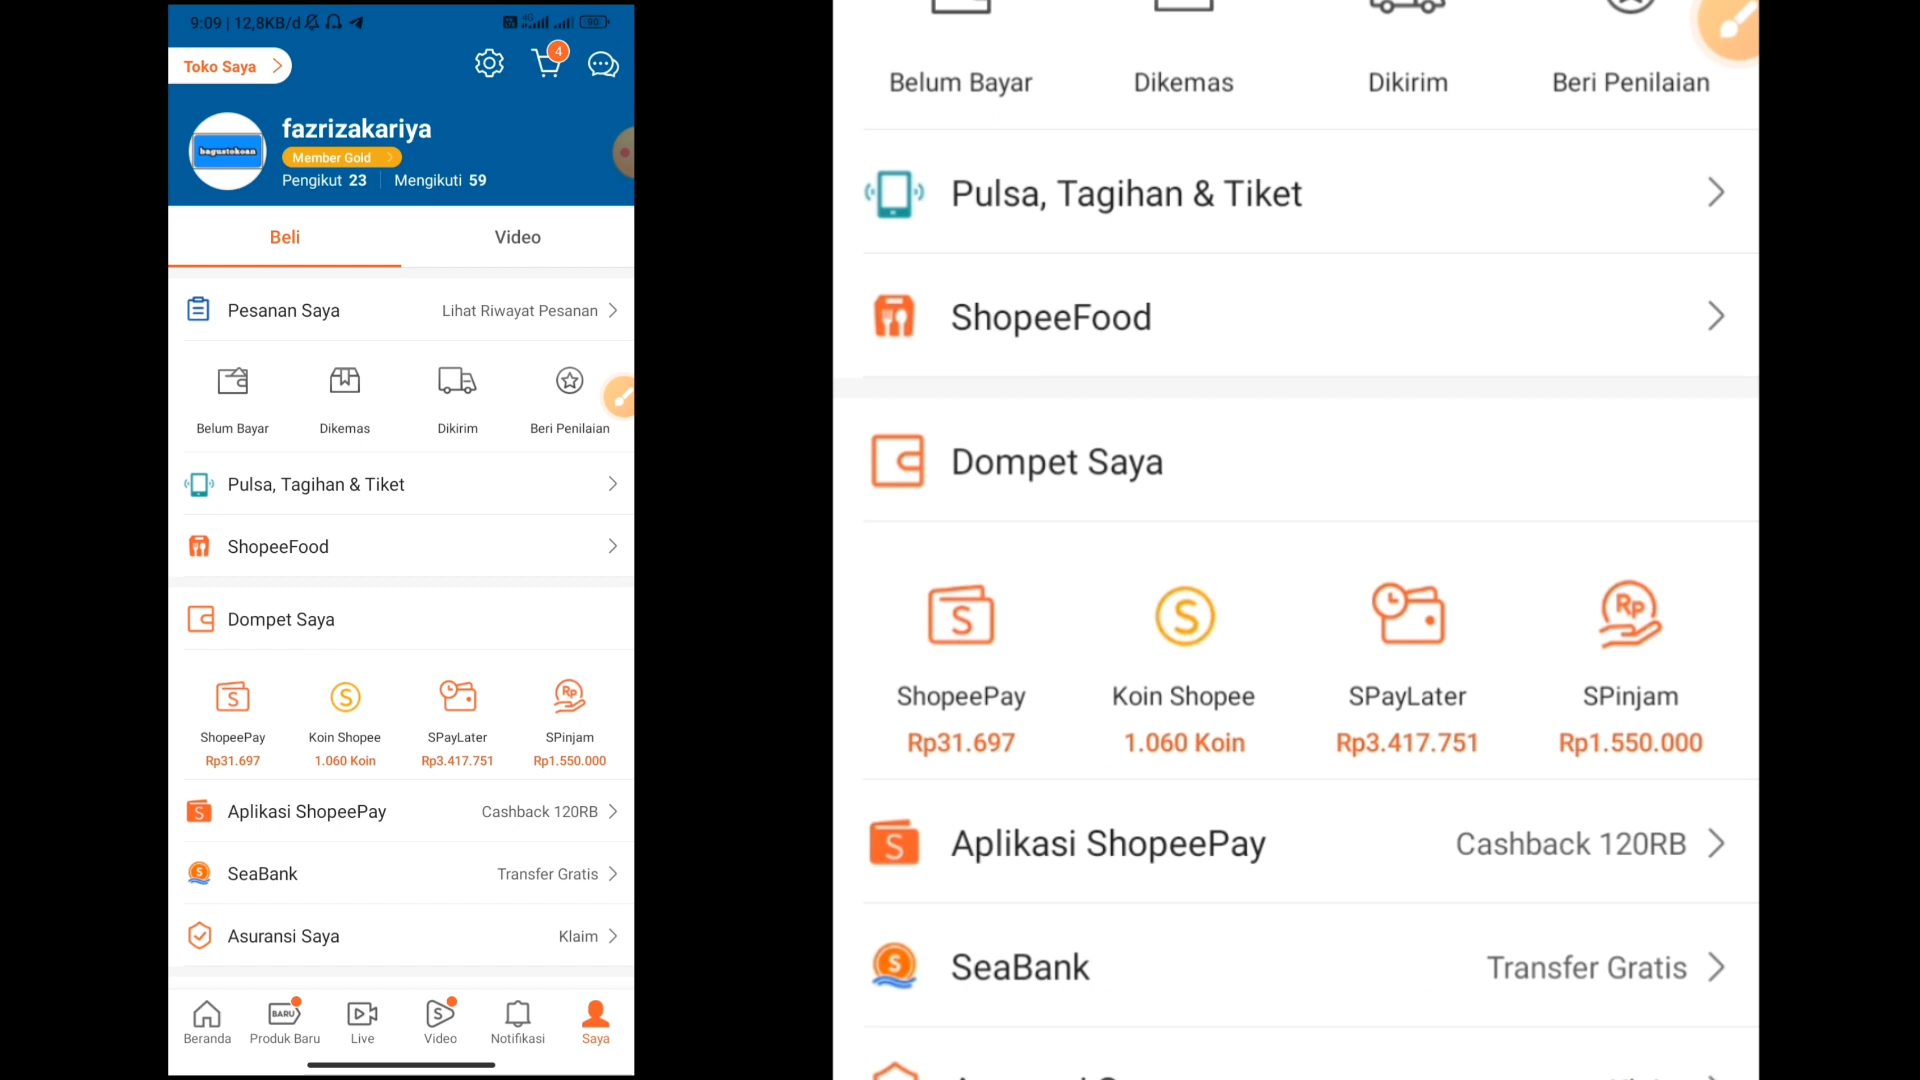 9:09 | 12,8KB/d
4G
90
Toko Saya
4
bagustokoan
fazrizakariya
Member Gold
Pengikut 23 | Mengikuti 59
Beli Video
Pesanan Saya Lihat Riwayat Pesanan
Belum Bayar Dikemas Dikirim Beri Penilaian
Pulsa, Tagihan & Tiket
ShopeeFood
Dompet Saya
ShopeePay Koin Shopee SPayLater SPinjam
Rp31.697 1.060 Koin Rp3.417.751 Rp1.550.000
Aplikasi ShopeePay Cashback 120RB
SeaBank Transfer Gratis
Asuransi Saya Klaim
BARU
Beranda Produk Baru Live Video Notifikasi Saya
Belum Bayar Dikemas Dikirim Beri Penilaian
Pulsa, Tagihan & Tiket
ShopeeFood
Dompet Saya
ShopeePay Koin Shopee SPayLater SPinjam
Rp31.697 1.060 Koin Rp3.417.751 Rp1.550.000
Aplikasi ShopeePay Cashback 120RB
SeaBank Transfer Gratis